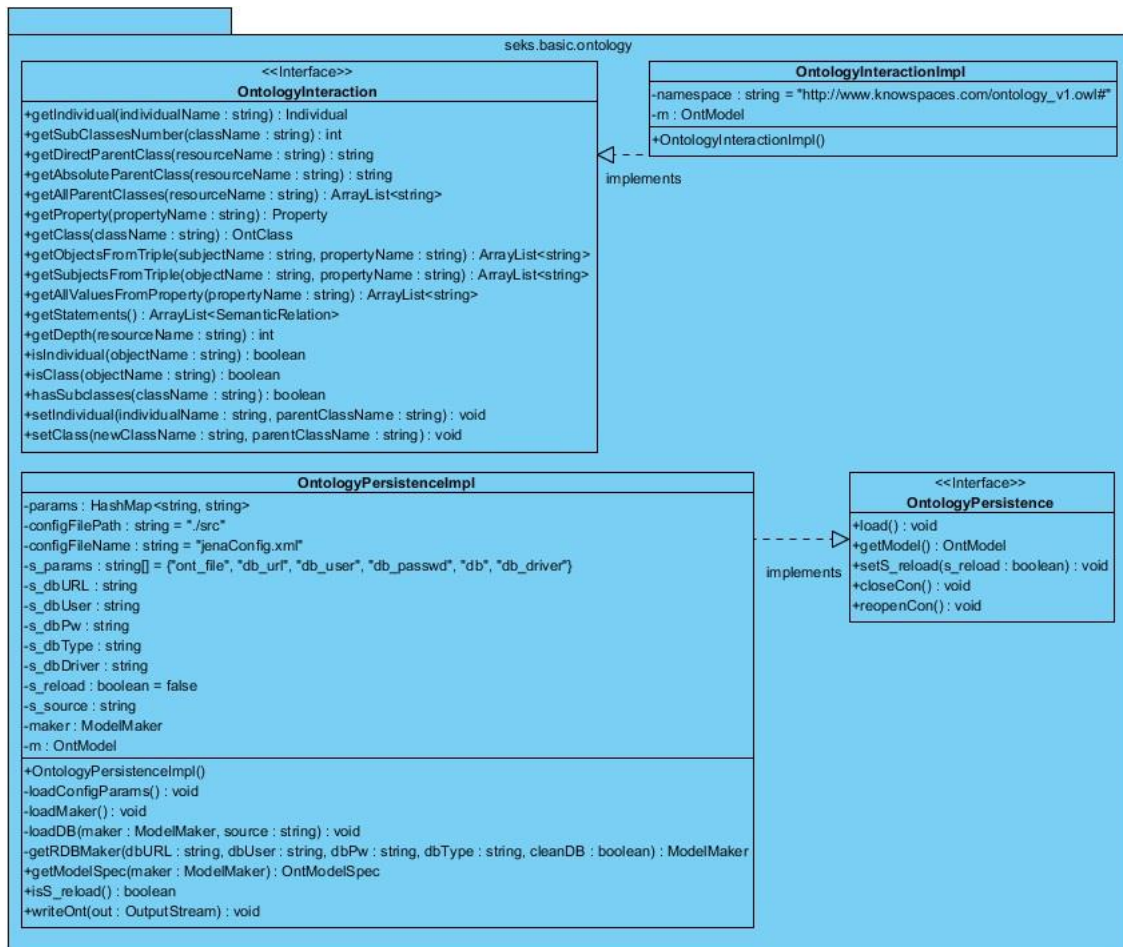 seks.basic.ontology
<<Interface>>
OntologyInteraction
+getIndividual(individualName : string) : Individual
+getSubClassesNumber(className : string) : int
+getDirectParentClass(resourceName : string) : string
+getAbsoluteParentClass(resourceName : string) : string
+getAllParentClasses(resourceName : string) : ArrayList<string>
+getProperty(propertyName : string) : Property
+getClass(className : string) : OntClass
+getObjectsFromTriple(subjectName : string, propertyName : string) : ArrayList<string>
+getSubjectsFromTriple(objectName : string, propertyName : string) : ArrayList<string>
+getAllValuesFromProperty(propertyName : string) : ArrayList<string>
+getStatements() : ArrayList<SemanticRelation>
+getDepth(resourceName : string) : int
+isIndividual(objectName : string) : boolean
+isClass(objectName : string) : boolean
+hasSubclasses(className : string) : boolean
+setIndividual(individualName : string, parentClassName : string) : void
+setClass(newClassName : string, parentClassName : string) : void
OntologyInteractionImpl
-namespace : string = "http://www.knowspaces.com/ontology_v1.owl#"
-m : OntModel
+OntologyInteractionImpl()
implements
OntologyPersistenceImpl
-params : HashMap<string, string>
-configFilePath : string = "./src"
-configFileName : string = "jenaConfig.xml"
-s_params : string[] = {"ont_file", "db_url", "db_user", "db_passwd", "db", "db_driver"}
-s_dbURL : string
-s_dbUser : string
-s_dbPw : string
-s_dbType : string
-s_dbDriver : string
-s_reload : boolean = false
-s_source : string
-maker : ModelMaker
-m : OntModel
+OntologyPersistenceImpl()
-loadConfigParams() : void
-loadMaker() : void
-loadDB(maker : ModelMaker, source : string) : void
-getRDBMaker(dbURL : string, dbUser : string, dbPw : string, dbType : string, cleanDB : boolean) : ModelMaker
+getModelSpec(maker : ModelMaker) : OntModelSpec
+isS_reload() : boolean
+writeOnt(out : OutputStream) : void
implements
<<Interface>>
OntologyPersistence
+load() : void
+getModel() : OntModel
+setS_reload(s_reload : boolean) : void
+closeCon() : void
+reopenCon() : void